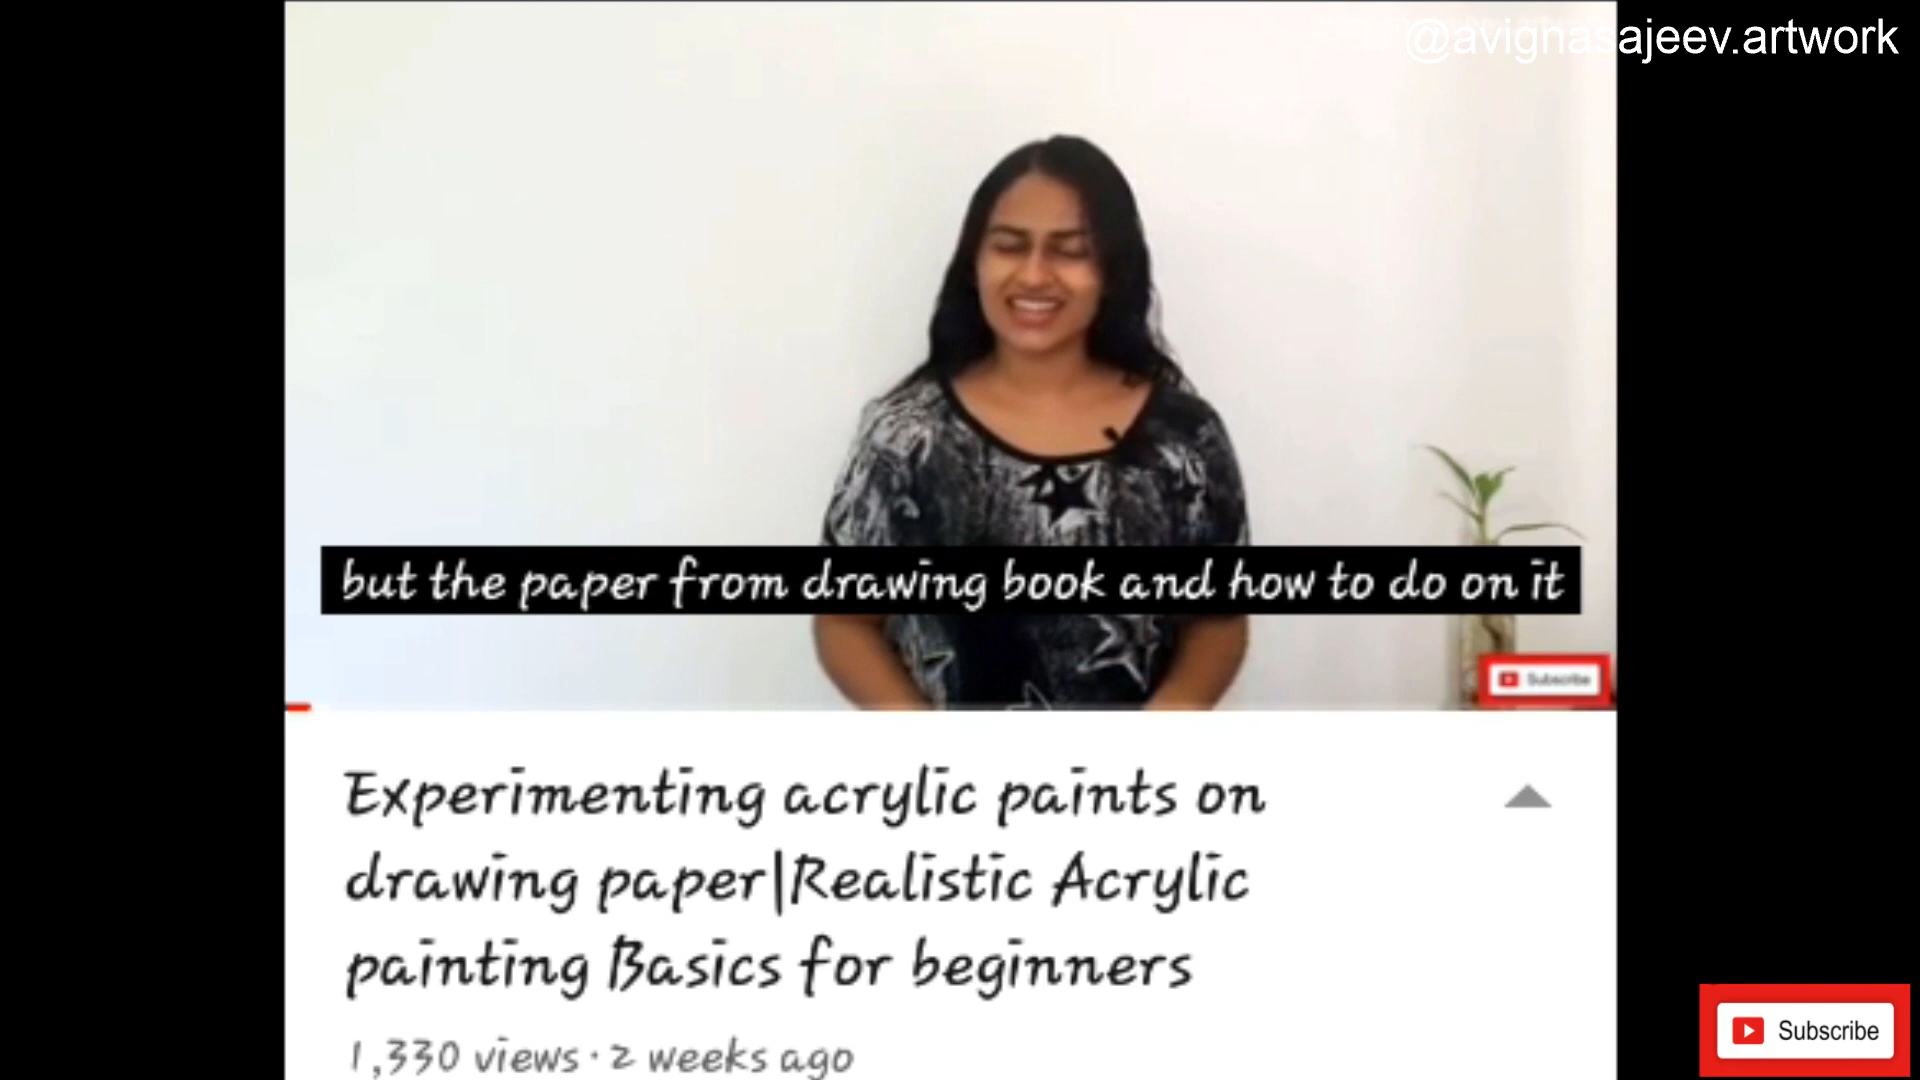 @avignasajeev.artwork
but the paper from drawing book and how to do on it
Subscribe
Experimenting acrylic paints on
drawing paper|Realistic Acrylic
painting Basics for beginners
1,330 views · 2 weeks ago
Subscribe